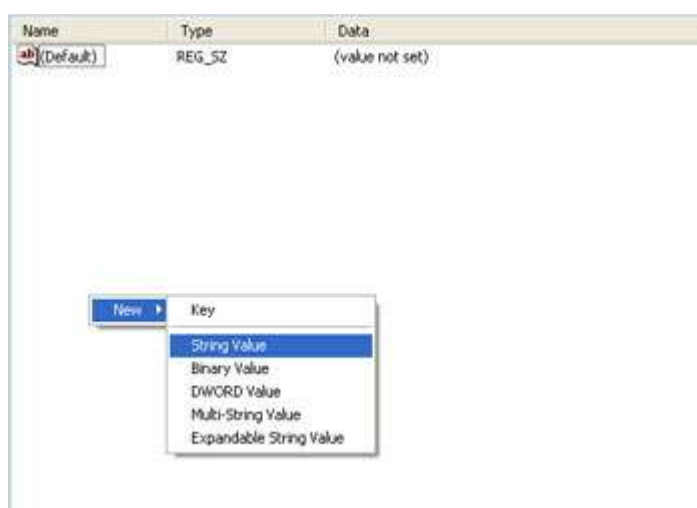 Name Type Data
ab (Default) REG_SZ (value not set)
New Key
String Value
Binary Value
DWORD Value
Multi-String Value
Expandable String Value